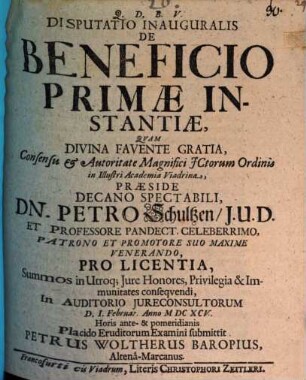 Q. D. B. V.
DISPUTATIO INAUGURALIS
DE
BENEFICIO
PRIMÆ IN-
STANTIÆ,
QUAM
DIVINA FAVENTE GRATIA,
Consensu & Autoritate Magnifici JCtorum Ordinis
in Illustri Academia Viadrina,
PRÆSIDE
DECANO SPECTABILI,
DN. PETRO Schultzen/ J.U.D.
ET PROFESSORE PANDECT. CELEBERRIMO,
PATRONO ET PROMOTORE SUO MAXIME
VENERANDO,
PRO LICENTIA,
Summos in Utroq; Jure Honores, Privilegia & Im-
munitates conseqvendi,
In AUDITORIO JURECONSULTORUM
D. I. Februar. Anno M DC XCV.
Horis ante- & pomeridianis
Placido Eruditorum Examini submittit
PETRUS WOLTHERUS BAROPIUS,
Altenâ-Marcanus.
Francofurti cis Viadrum, Literis CHRISTOPHORI ZEITLERI.